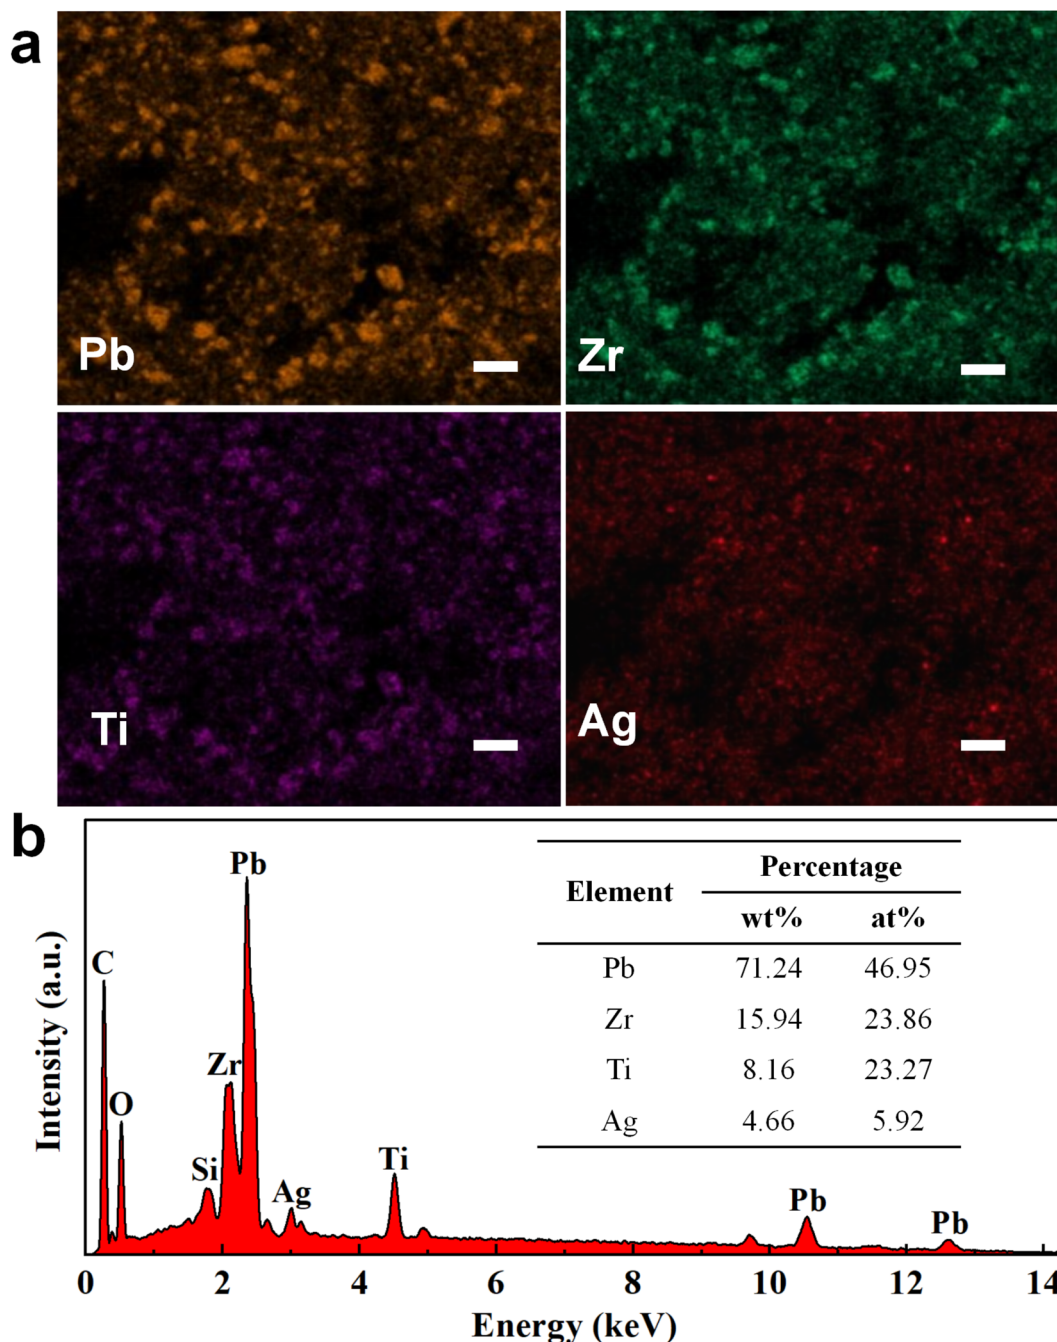 a
Pb
Zr
Ti
Ag
b
Pb
C
O
Zr
Si
Ag
Ti
Pb
Pb
Element
Percentage
wt% at%
Pb 71.24 46.95
Zr 15.94 23.86
Ti 8.16 23.27
Ag 4.66 5.92
Intensity (a.u.)
0 2 4 6 8 10 12 14
Energy (keV)